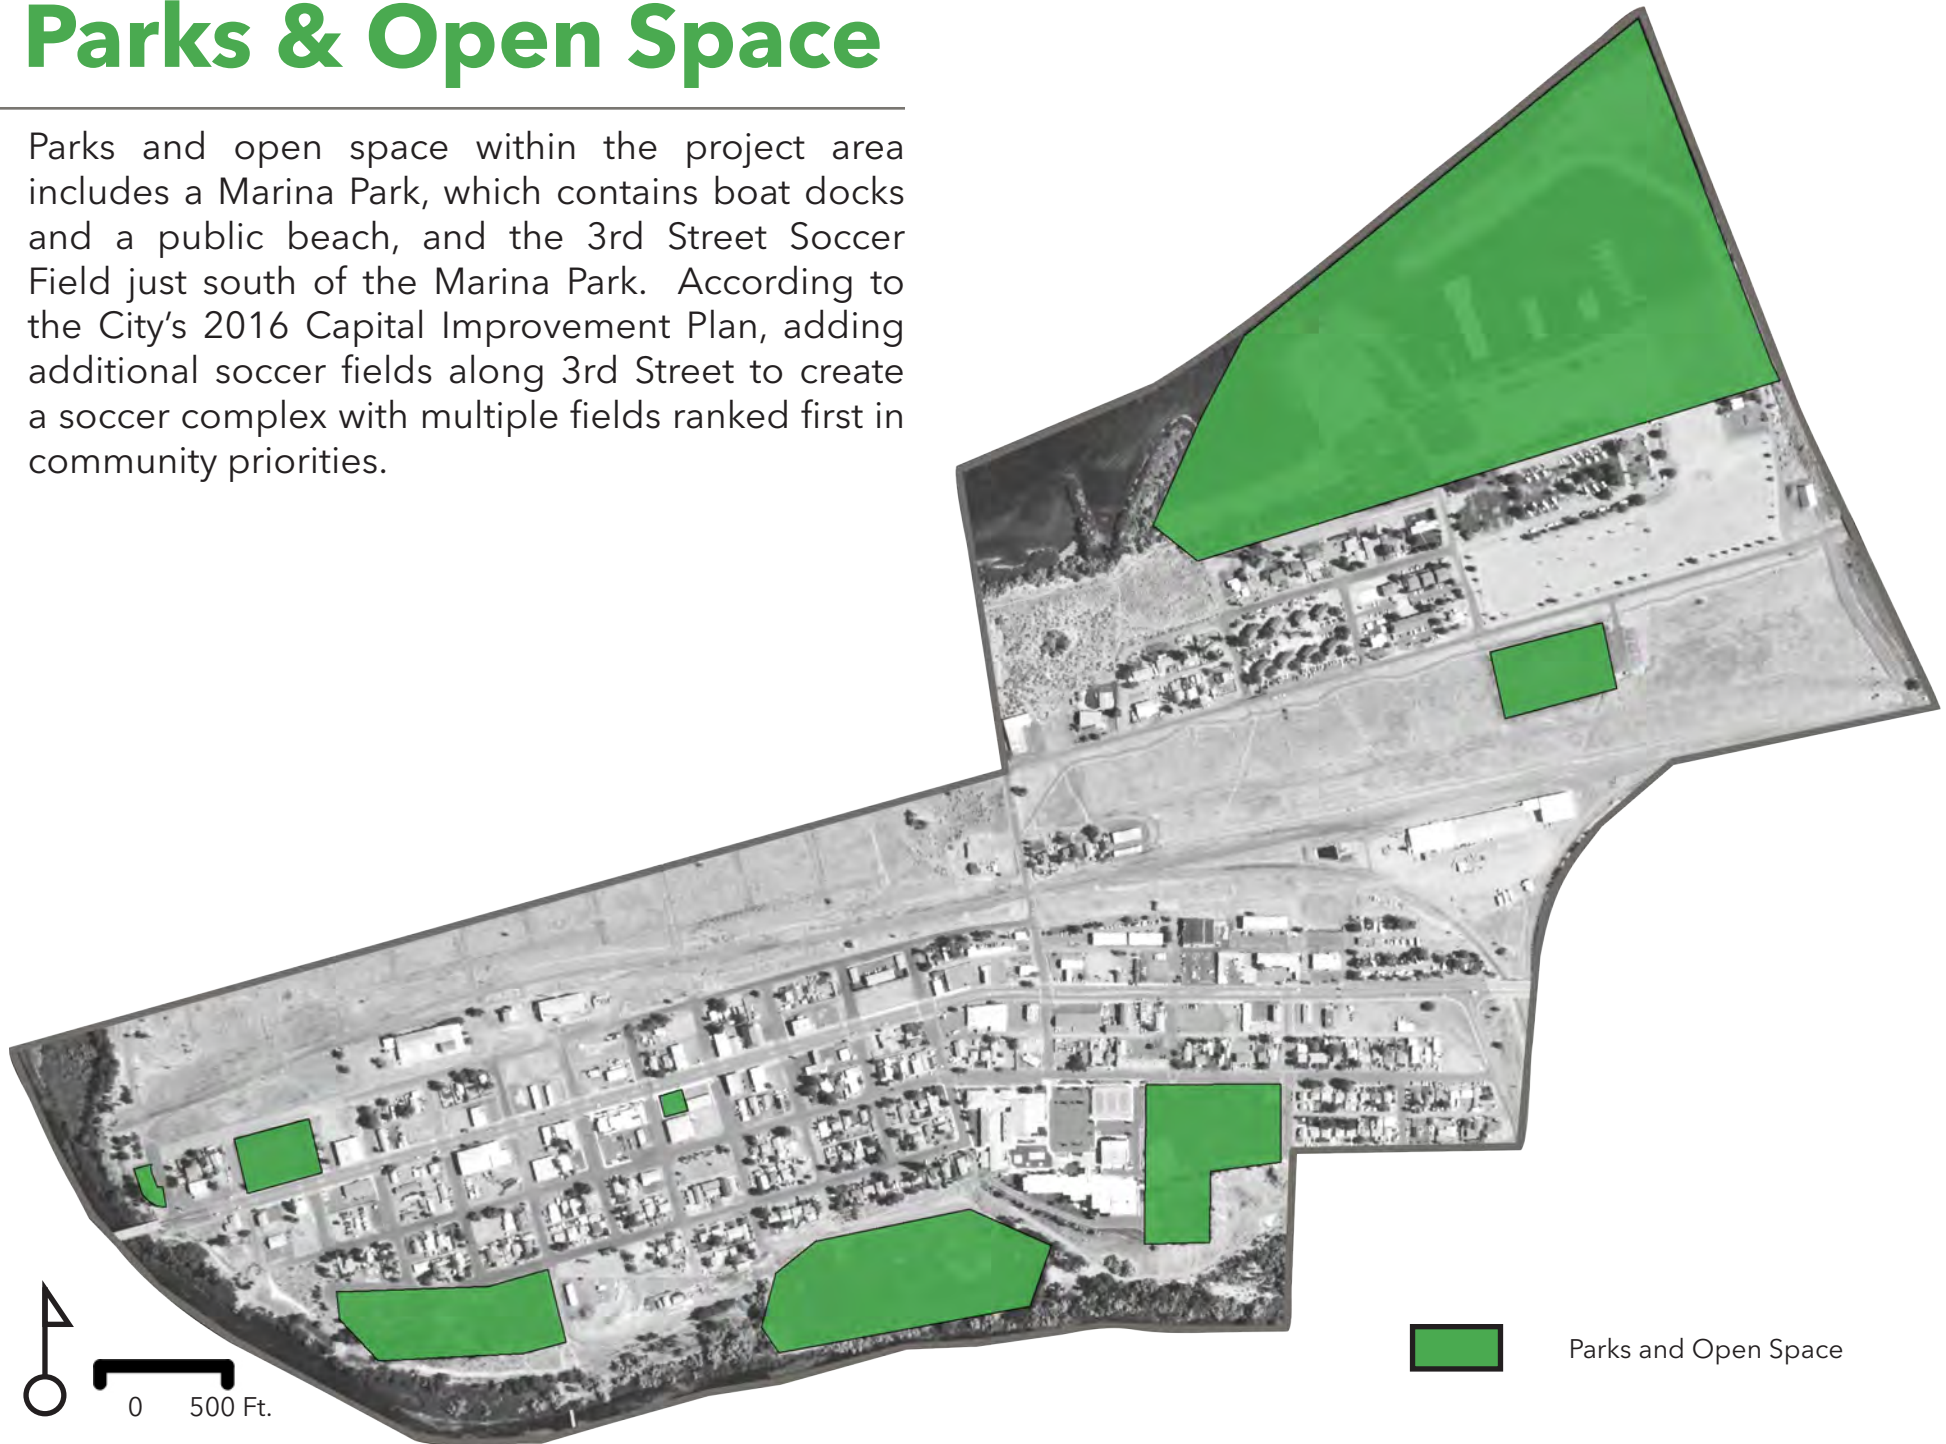 Parks & Open Space
Parks and open space within the project area
includes a Marina Park, which contains boat docks
and a public beach, and the 3rd Street Soccer
Field just south of the Marina Park.  According to
the City’s 2016 Capital Improvement Plan, adding
additional soccer fields along 3rd Street to create
a soccer complex with multiple fields ranked first in
community priorities.
0 500 Ft.
Parks and Open Space